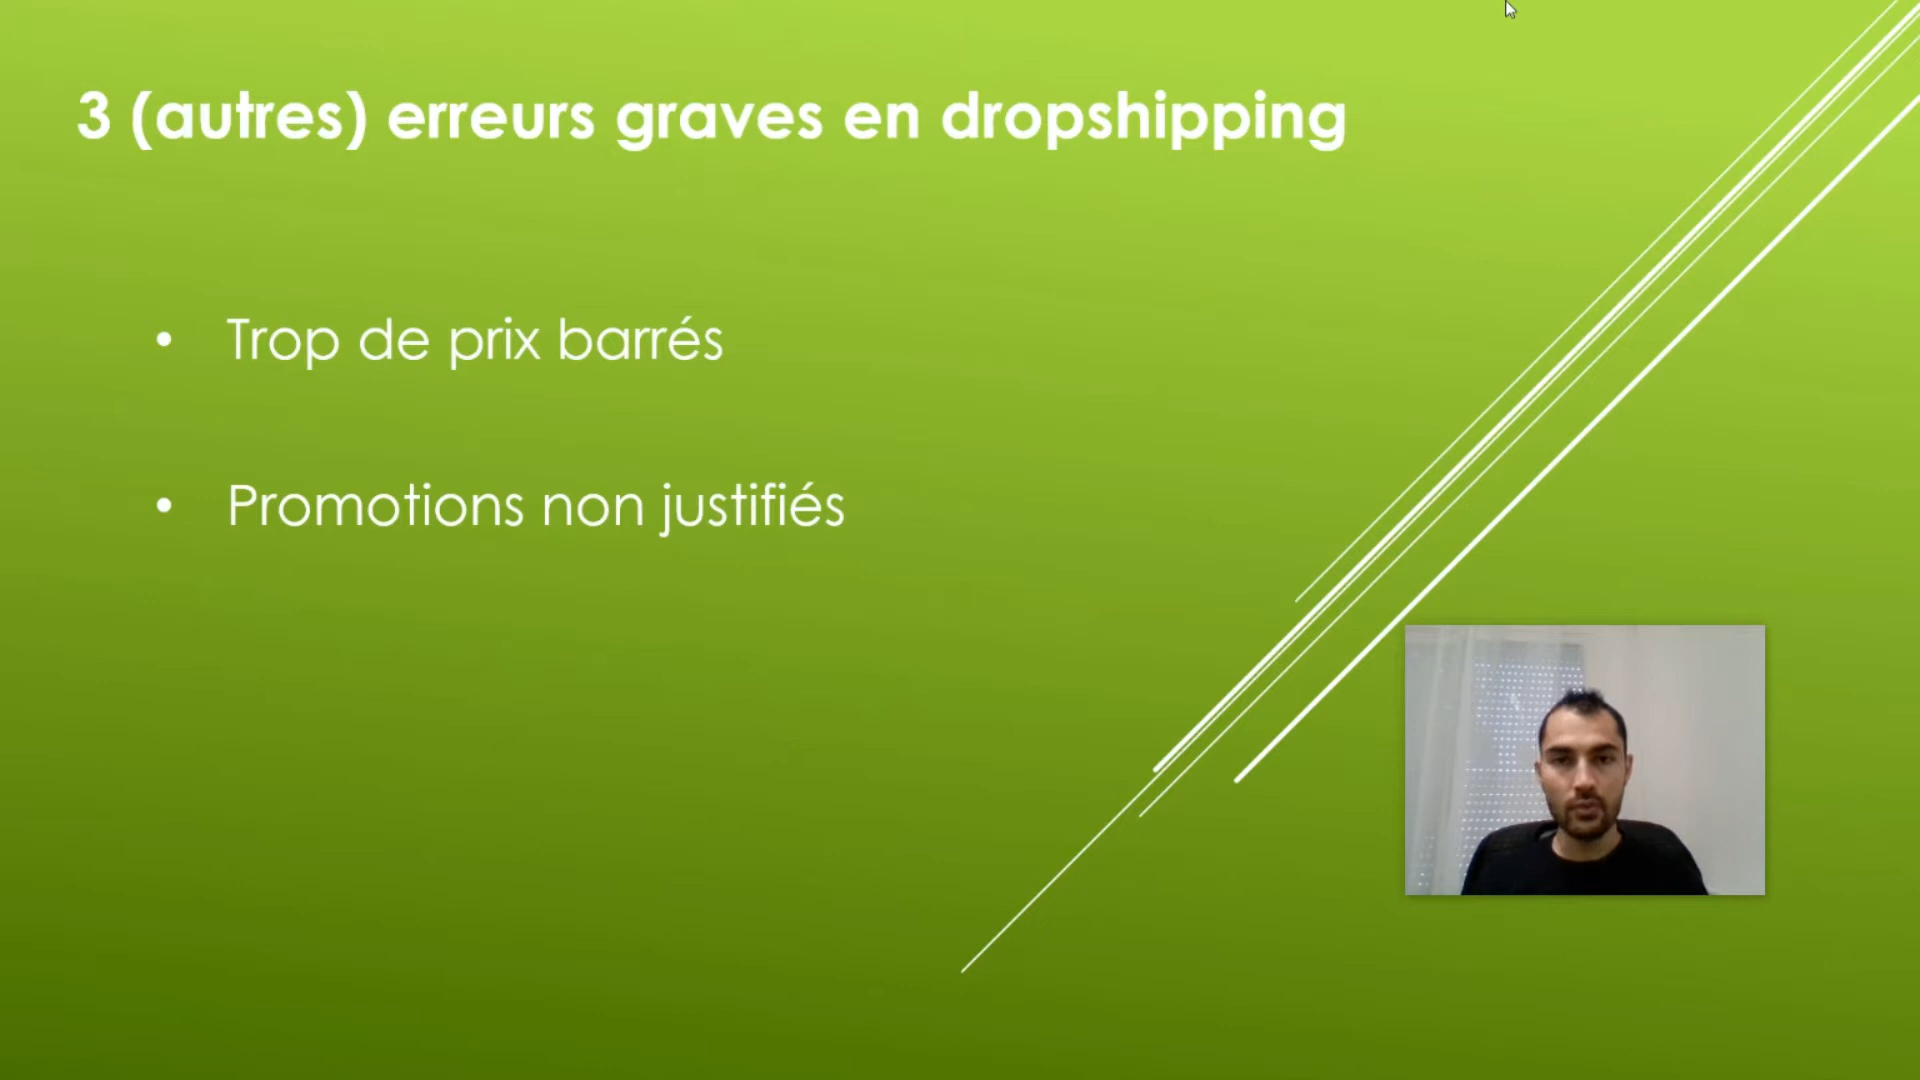 3 (autres) erreurs graves en dropshipping
• Trop de prix barrés
• Promotions non justifiés